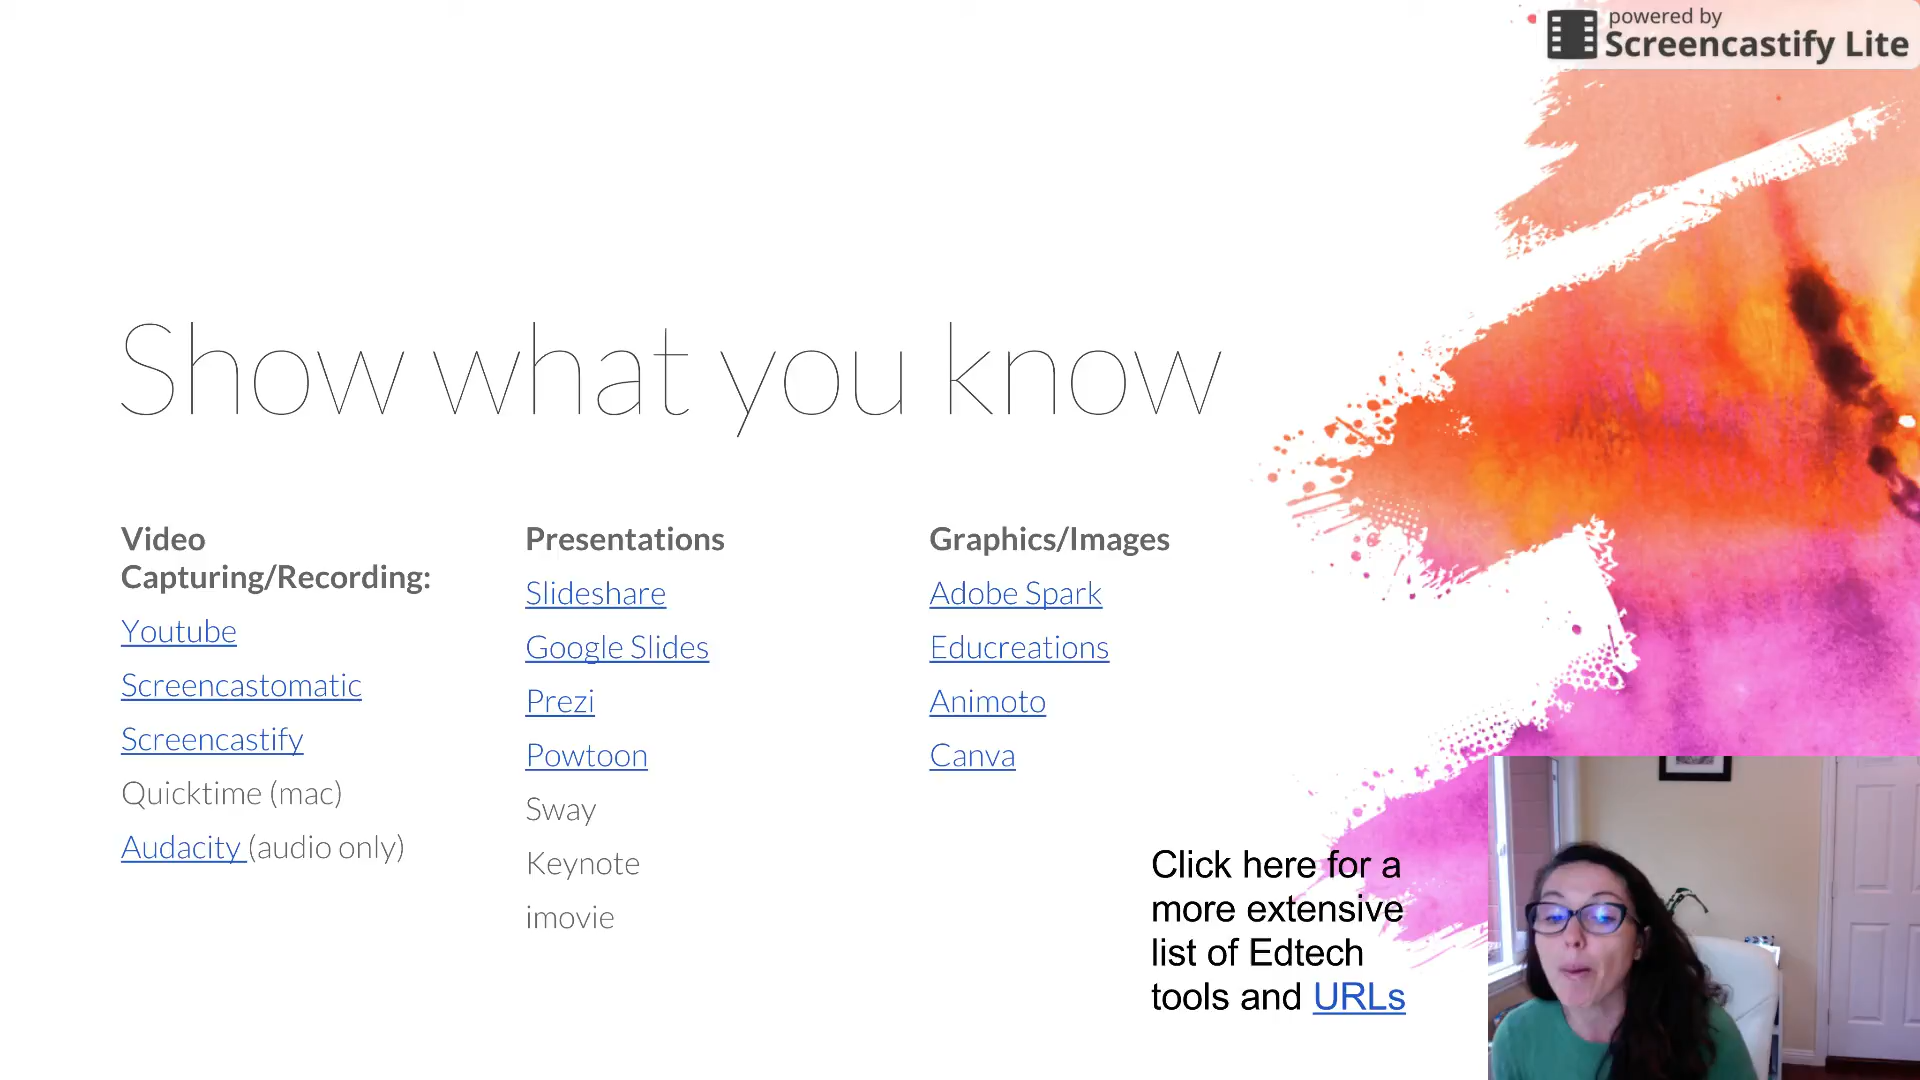 powered by
Screencastify Lite
Show what you know
Video
Capturing/Recording:
Youtube
Screencastomatic
Screencastify
Quicktime (mac)
Audacity (audio only)
Presentations
Slideshare
Google Slides
Prezi
Powtoon
Sway
Keynote
imovie
Graphics/Images
Adobe Spark
Educreations
Animoto
Canva
Click here for a
more extensive
list of Edtech
tools and URLs